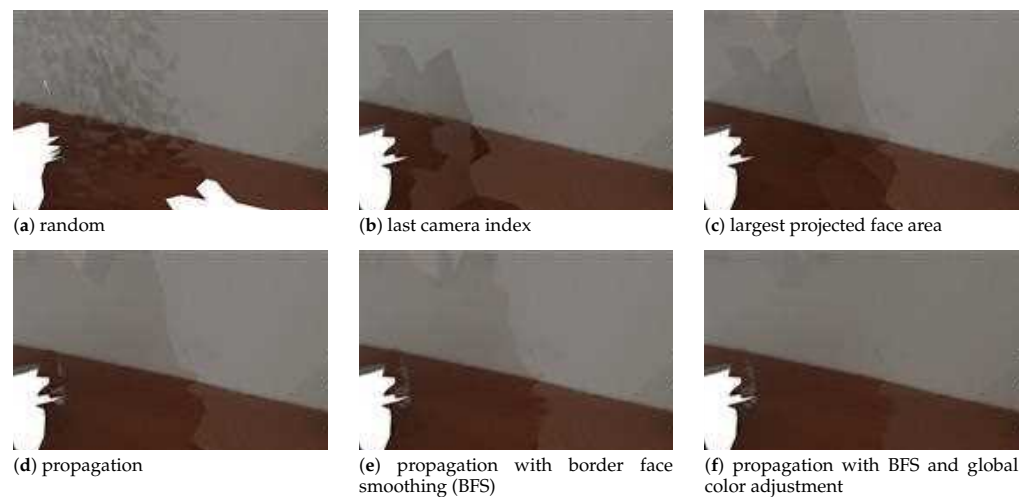 (a) random
(b) last camera index
(c) largest projected face area
(d) propagation
(e) propagation with border face
smoothing (BFS)
(f) propagation with BFS and global
color adjustment